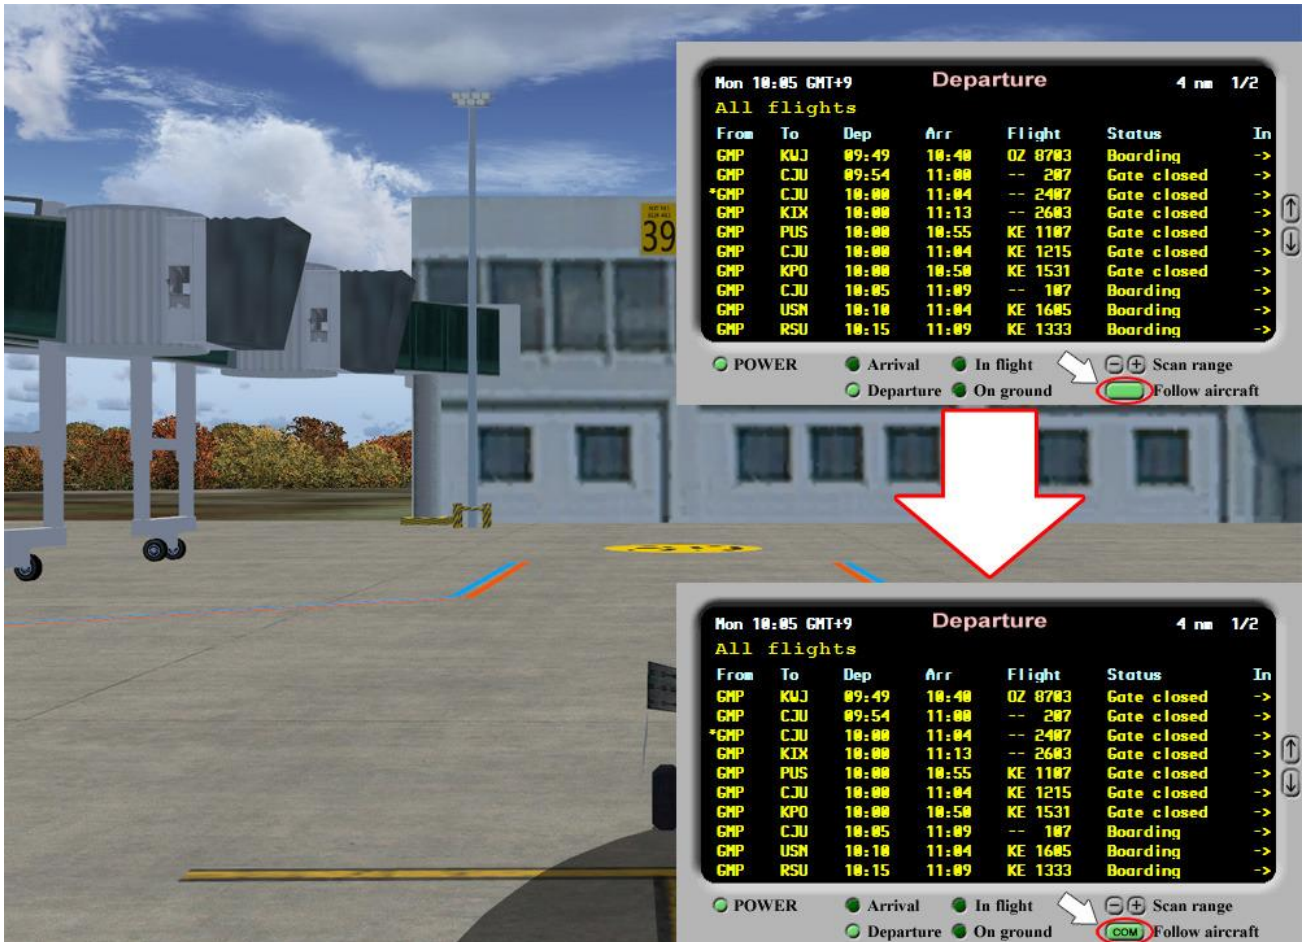 39
Mon 10:05 GMT+9 Departure 4 nm 1/2
All flights
From To Dep Arr Flight Status In
GMP KWJ 09:49 10:40 OZ 8703 Boarding ->
GMP CJU 09:54 11:00 -- 207 Gate closed ->
*GMP CJU 10:00 11:04 -- 2407 Gate closed ->
GMP KIX 10:00 11:13 -- 2603 Gate closed ->
GMP PUS 10:00 10:55 KE 1107 Gate closed ->
GMP CJU 10:00 11:04 KE 1215 Gate closed ->
GMP KPO 10:00 10:50 KE 1531 Gate closed ->
GMP CJU 10:05 11:09 -- 107 Boarding ->
GMP USN 10:10 11:04 KE 1605 Boarding ->
GMP RSU 10:15 11:09 KE 1333 Boarding ->
POWER Arrival In flight Scan range
Departure On ground Follow aircraft
Mon 10:05 GMT+9 Departure 4 nm 1/2
All flights
From To Dep Arr Flight Status In
GMP KWJ 09:49 10:40 OZ 8703 Gate closed ->
GMP CJU 09:54 11:00 -- 207 Gate closed ->
*GMP CJU 10:00 11:04 -- 2407 Gate closed ->
GMP KIX 10:00 11:13 -- 2603 Gate closed ->
GMP PUS 10:00 10:55 KE 1107 Gate closed ->
GMP CJU 10:00 11:04 KE 1215 Gate closed ->
GMP KPO 10:00 10:50 KE 1531 Gate closed ->
GMP CJU 10:05 11:09 -- 107 Boarding ->
GMP USN 10:10 11:04 KE 1605 Boarding ->
GMP RSU 10:15 11:09 KE 1333 Boarding ->
POWER Arrival In flight Scan range
Departure On ground COM Follow aircraft